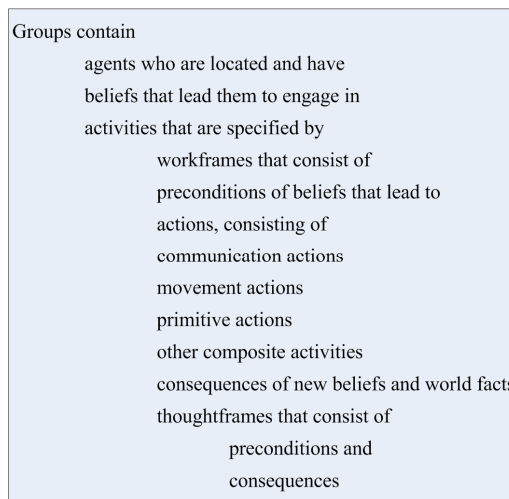 Groups contain
agents who are located and have
beliefs that lead them to engage in
activities that are specified by
workframes that consist of
preconditions of beliefs that lead to
actions, consisting of
communication actions
movement actions
primitive actions
other composite activities
consequences of new beliefs and world facts
thoughtframes that consist of
preconditions and
consequences